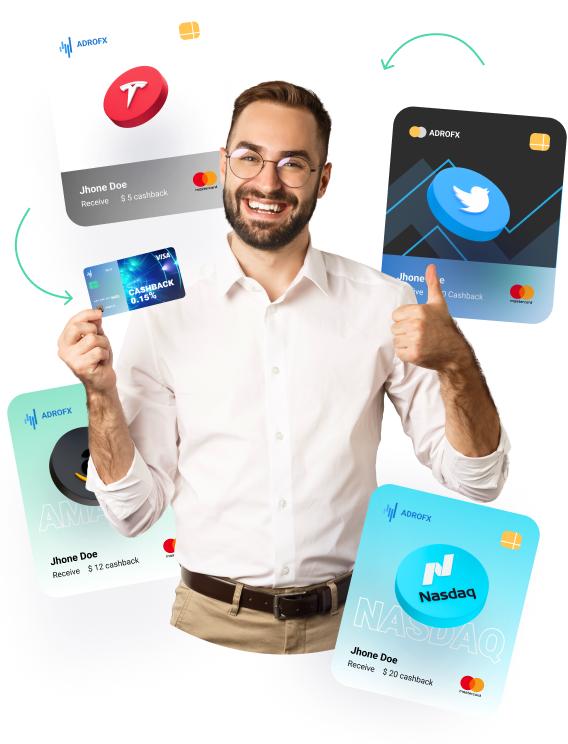 ADROFX
T
Jhone Doe
Receive $ 5 cashback
mastercard
ADROFX
Jhone
Cashback
mastercard
VISA
CASHBACK
0.15%
ADROFX
AMA
Jhone Doe
Receive $ 12 cashback
ADROFX
Nasdaq
NASDAQ
Jhone Doe
Receive $ 20 cashback
mastercard